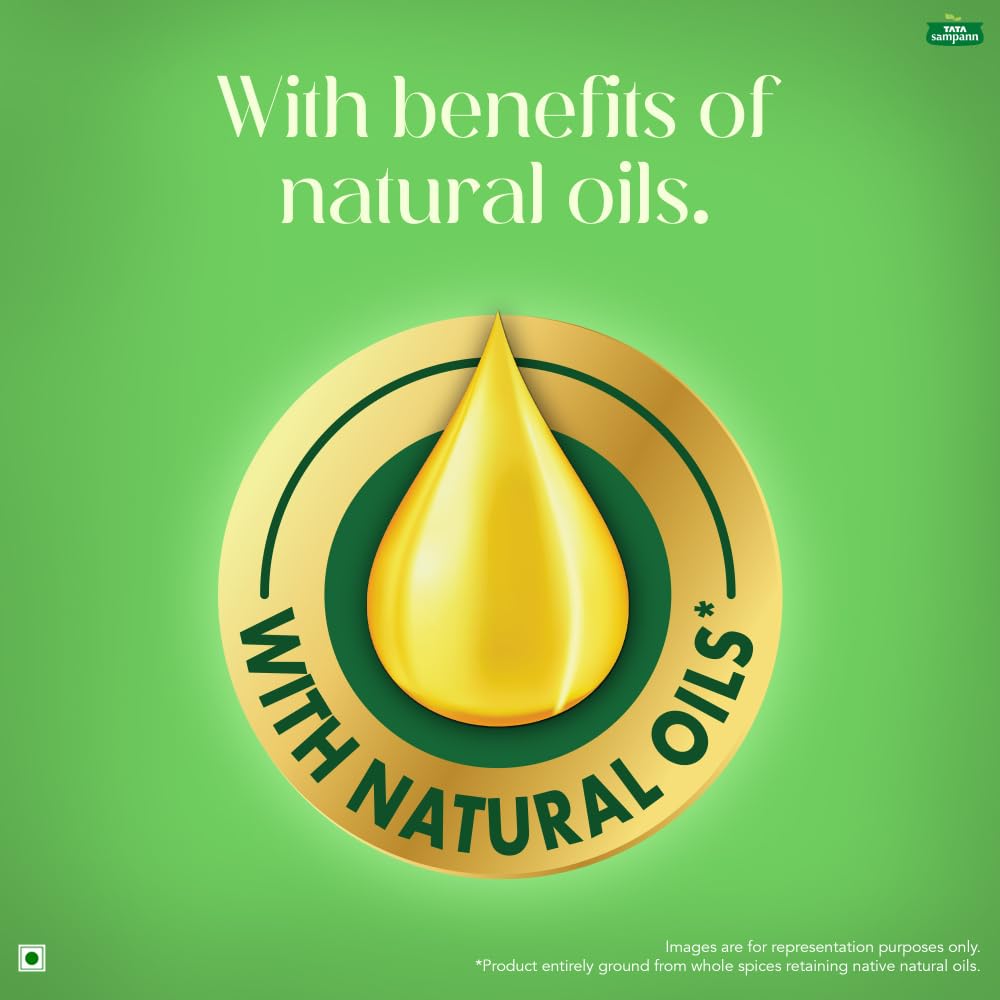 TATA
sampann
With benefits of
natural oils.
WITH NATURAL OILS*
Images are for representation purposes only.
*Product entirely ground from whole spices retaining native natural oils.